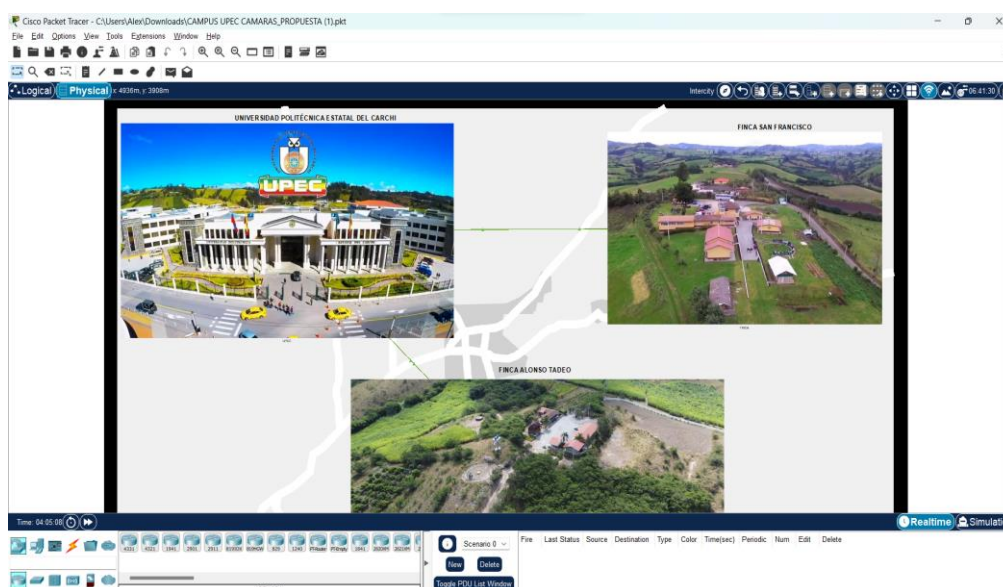 Cisco Packet Tracer - C:\Users\Alex\Downloads\CAMPUS UPEC CAMARAS_PROPUESTA (1).pkt
File Edit Options View Tools Extensions Window Help
Logical Physical x: 4936m, y: 3908m Intercity 06:41:30
UNIVERSIDAD POLITÉCNICA ESTATAL DEL CARCHI
FINCA SAN FRANCISCO
UPEC
FINCA ALONSO TADEO
Time: 04:05:08 Realtime Simulati
4331 4321 1941 2901 2911 819IOX 819HGW 829 1240 PT-Router PT-Empty 1841 2620XM 2621XM
Scenario 0 Fire Last Status Source Destination Type Color Time(sec) Periodic Num Edit Delete
New Delete
Toggle PDU List Window